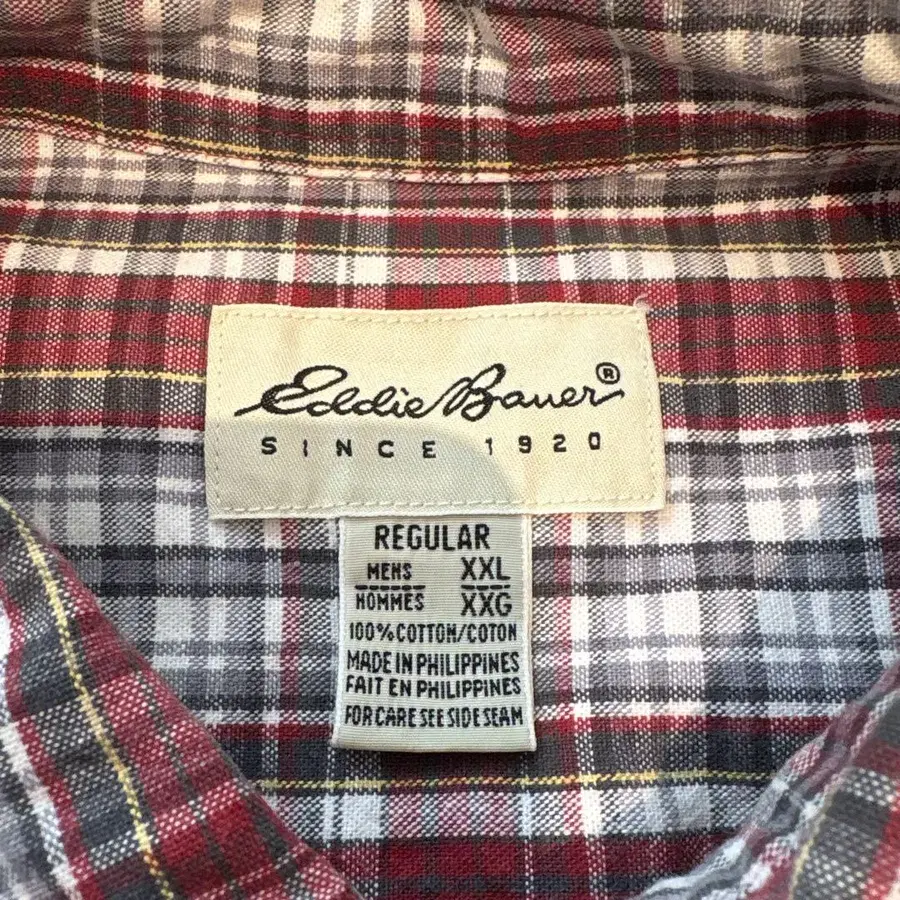 Eddie Bauer®
SINCE 1920
REGULAR
MENS XXL
HOMMES XXG
100% COTTON/COTON
MADE IN PHILIPPINES
FAIT EN PHILIPPINES
FOR CARE SEE SIDE SEAM